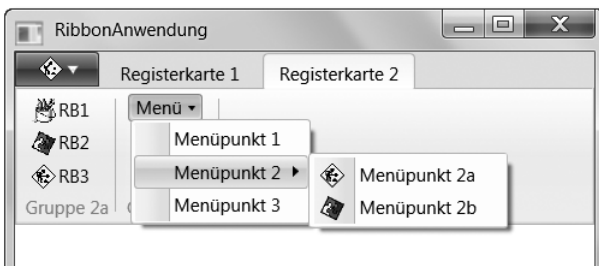 RibbonAnwendung
Registerkarte 1 Registerkarte 2
RB1 Menü
RB2 Menüpunkt 1
RB3 Menüpunkt 2 Menüpunkt 2a
Gruppe 2a Menüpunkt 3 Menüpunkt 2b